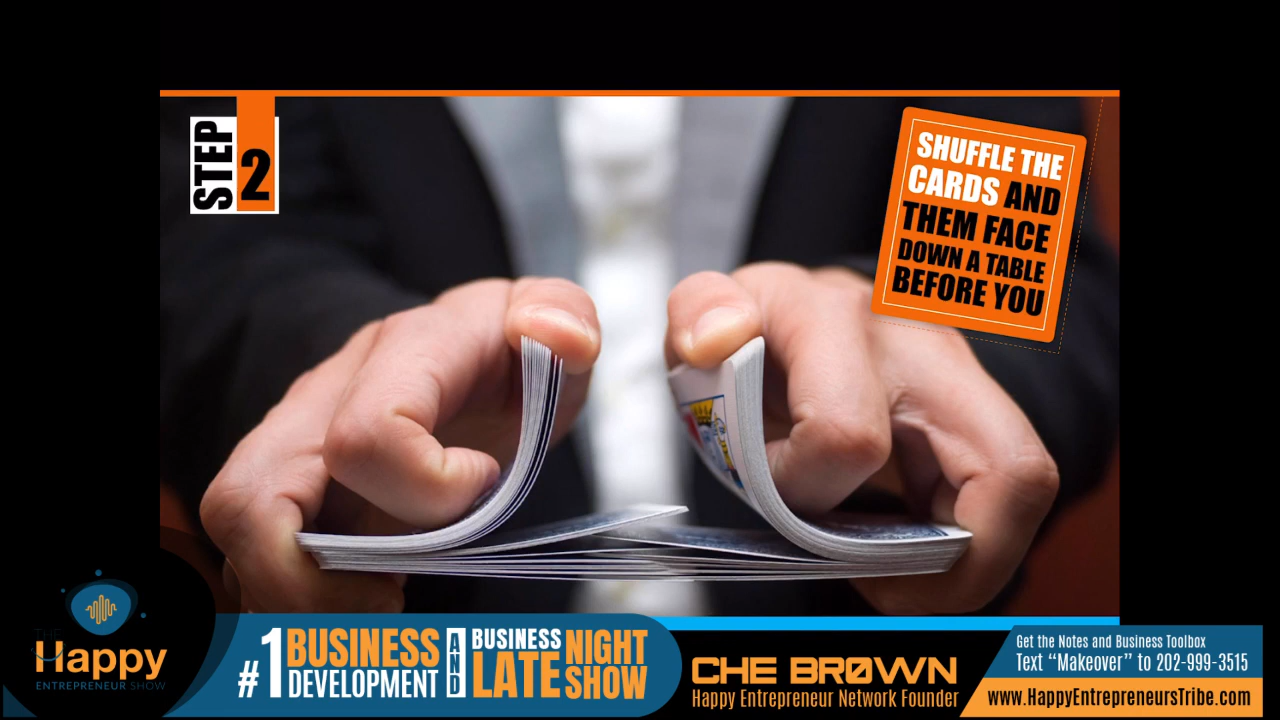 STEP
2
SHUFFLE THE
CARDS AND
THEM FACE
DOWN A TABLE
BEFORE YOU
THE
Happy
ENTREPRENEUR SHOW
#1 BUSINESS DEVELOPMENT AND BUSINESS LATE NIGHT SHOW
CHE BRØWN
Happy Entrepreneur Network Founder
Get the Notes and Business Toolbox
Text “Makeover” to 202-999-3515
www.HappyEntrepreneursTribe.com